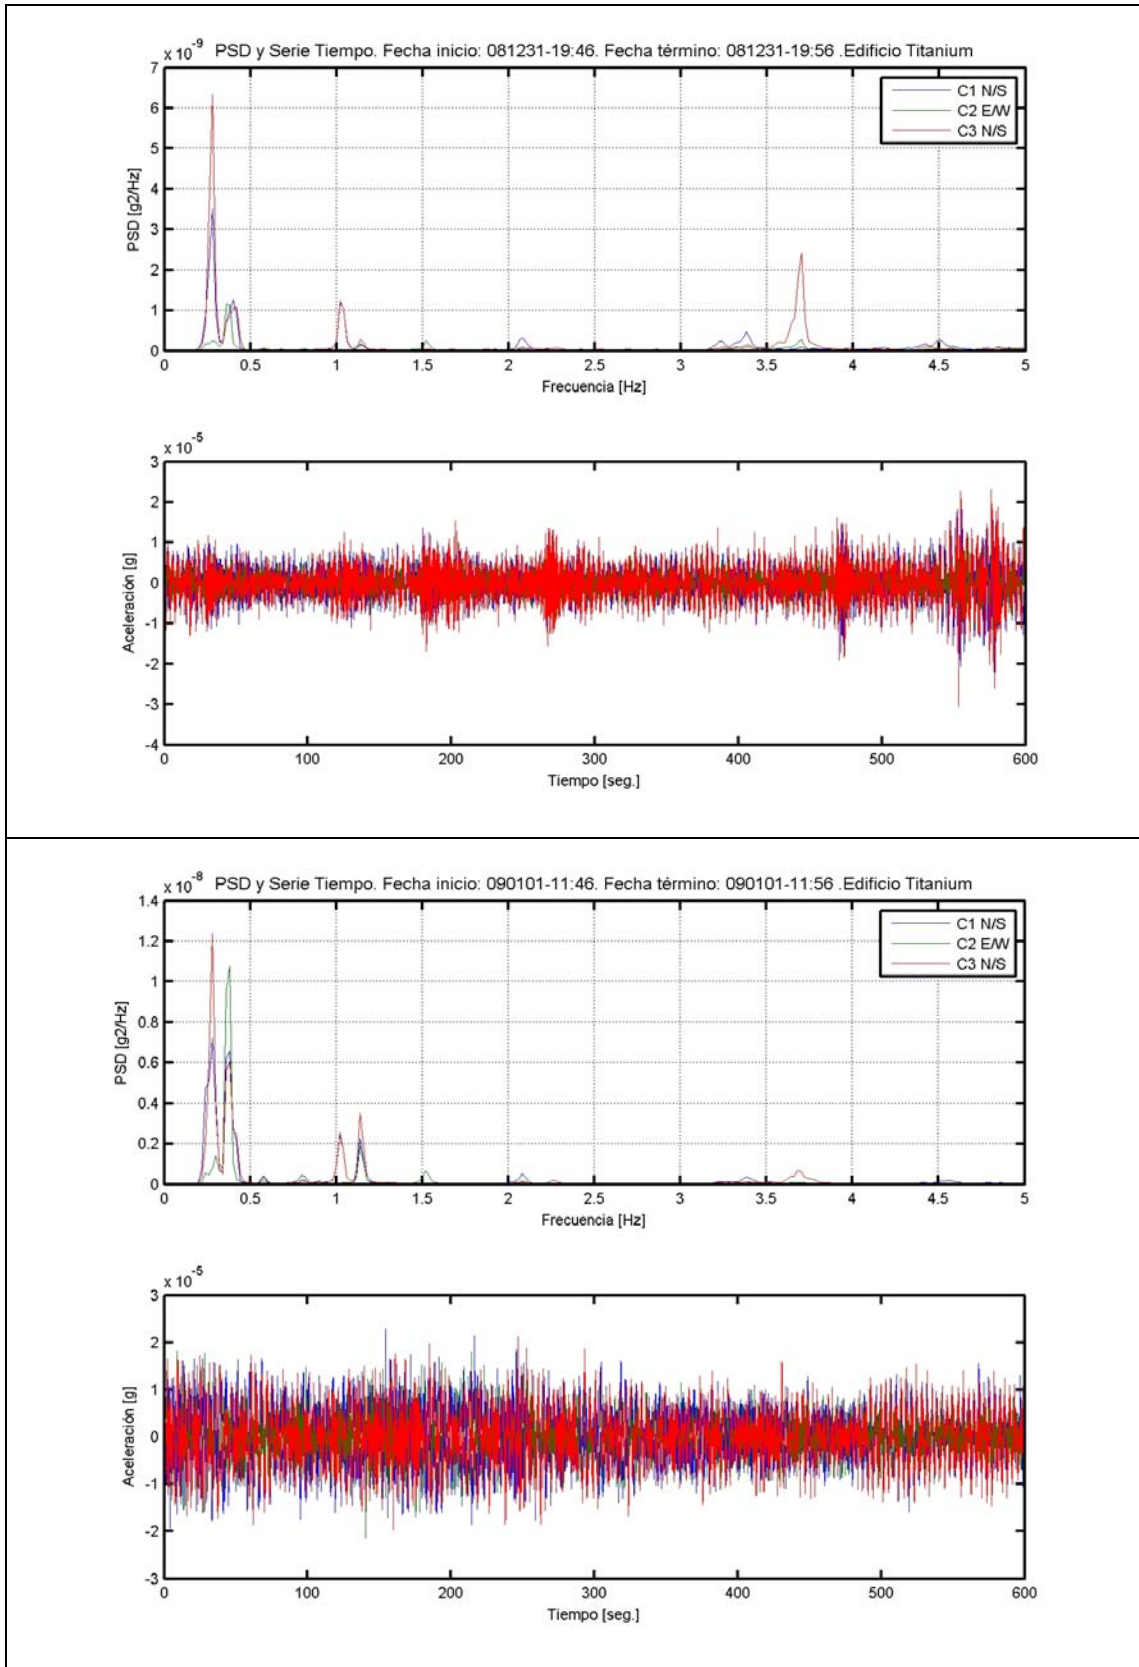 x 10-9
PSD y Serie Tiempo. Fecha inicio: 081231-19:46. Fecha término: 081231-19:56 .Edificio Titanium
7
6
5
4
3
2
1
0
PSD [g2/Hz]
C1 N/S
C2 E/W
C3 N/S
0 0.5 1 1.5 2 2.5 3 3.5 4 4.5 5
Frecuencia [Hz]
x 10-5
3
2
1
0
-1
-2
-3
-4
Aceleración [g]
0 100 200 300 400 500 600
Tiempo [seg.]
x 10-8
PSD y Serie Tiempo. Fecha inicio: 090101-11:46. Fecha término: 090101-11:56 .Edificio Titanium
1.4
1.2
1
0.8
0.6
0.4
0.2
0
PSD [g2/Hz]
C1 N/S
C2 E/W
C3 N/S
0 0.5 1 1.5 2 2.5 3 3.5 4 4.5 5
Frecuencia [Hz]
x 10-5
3
2
1
0
-1
-2
-3
Aceleración [g]
0 100 200 300 400 500 600
Tiempo [seg.]